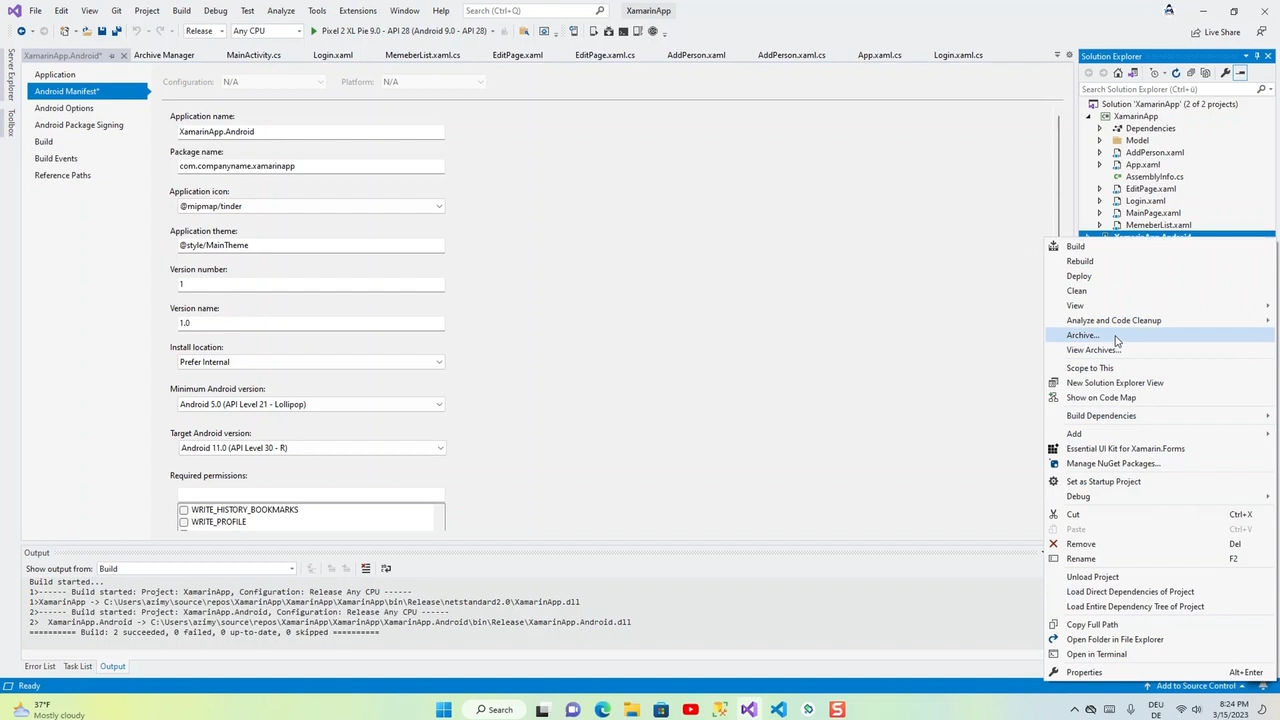 File Edit View Git Project Build Debug Test Analyze Tools Extensions Window Help Search (Ctrl+Q) XamarinApp
Release Any CPU Pixel 2 XL Pie 9.0 - API 28 (Android 9.0 - API 28) Live Share
XamarinApp.Android* Archive Manager MainActivity.cs Login.xaml MemeberList.xaml.cs EditPage.xaml EditPage.xaml.cs AddPerson.xaml AddPerson.xaml.cs App.xaml.cs Login.xaml.cs
Server Explorer
Toolbox
Application
Android Manifest*
Android Options
Android Package Signing
Build
Build Events
Reference Paths
Configuration: N/A Platform: N/A
Application name:
XamarinApp.Android
Package name:
com.companyname.xamarinapp
Application icon:
@mipmap/tinder
Application theme:
@style/MainTheme
Version number:
1
Version name:
1.0
Install location:
Prefer Internal
Minimum Android version:
Android 5.0 (API Level 21 - Lollipop)
Target Android version:
Android 11.0 (API Level 30 - R)
Required permissions:
WRITE_HISTORY_BOOKMARKS
WRITE_PROFILE
Solution Explorer
Search Solution Explorer (Ctrl+ü)
Solution 'XamarinApp' (2 of 2 projects)
XamarinApp
Dependencies
Model
AddPerson.xaml
App.xaml
AssemblyInfo.cs
EditPage.xaml
Login.xaml
MainPage.xaml
MemeberList.xaml
XamarinApp.Android
Build
Rebuild
Deploy
Clean
View
Analyze and Code Cleanup
Archive...
View Archives...
Scope to This
New Solution Explorer View
Show on Code Map
Build Dependencies
Add
Essential UI Kit for Xamarin.Forms
Manage NuGet Packages...
Set as Startup Project
Debug
Cut Ctrl+X
Paste Ctrl+V
Remove Del
Rename F2
Unload Project
Load Direct Dependencies of Project
Load Entire Dependency Tree of Project
Copy Full Path
Open Folder in File Explorer
Open in Terminal
Properties Alt+Enter
Output
Show output from: Build
Build started...
1>------ Build started: Project: XamarinApp, Configuration: Release Any CPU ------
1>XamarinApp -> C:\Users\azimy\source\repos\XamarinApp\XamarinApp\XamarinApp\bin\Release\netstandard2.0\XamarinApp.dll
2>------ Build started: Project: XamarinApp.Android, Configuration: Release Any CPU ------
2> XamarinApp.Android -> C:\Users\azimy\source\repos\XamarinApp\XamarinApp\XamarinApp.Android\bin\Release\XamarinApp.Android.dll
========== Build: 2 succeeded, 0 failed, 0 up-to-date, 0 skipped ==========
Error List Task List Output
Ready Add to Source Control
37°F
Mostly cloudy
Search
DEU
DE
8:24 PM
3/15/2023